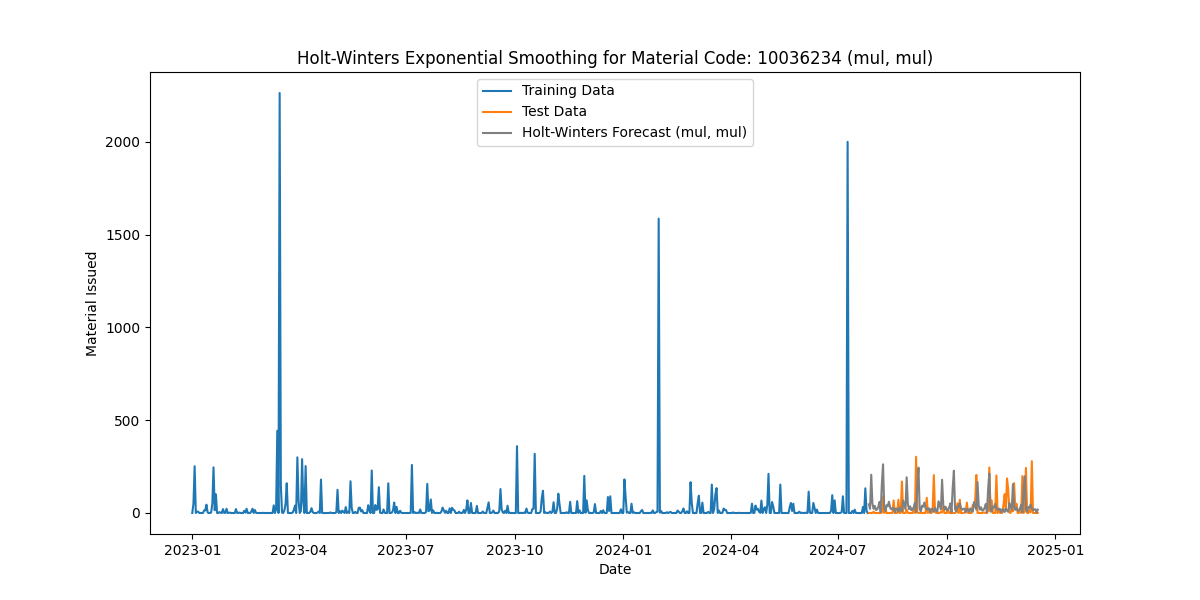 Holt-Winters Exponential Smoothing for Material Code: 10036234 (mul, mul)
Training Data
Test Data
Holt-Winters Forecast (mul, mul)
Material Issued
2000
1500
1000
500
0
2023-01 2023-04 2023-07 2023-10 2024-01 2024-04 2024-07 2024-10 2025-01
Date